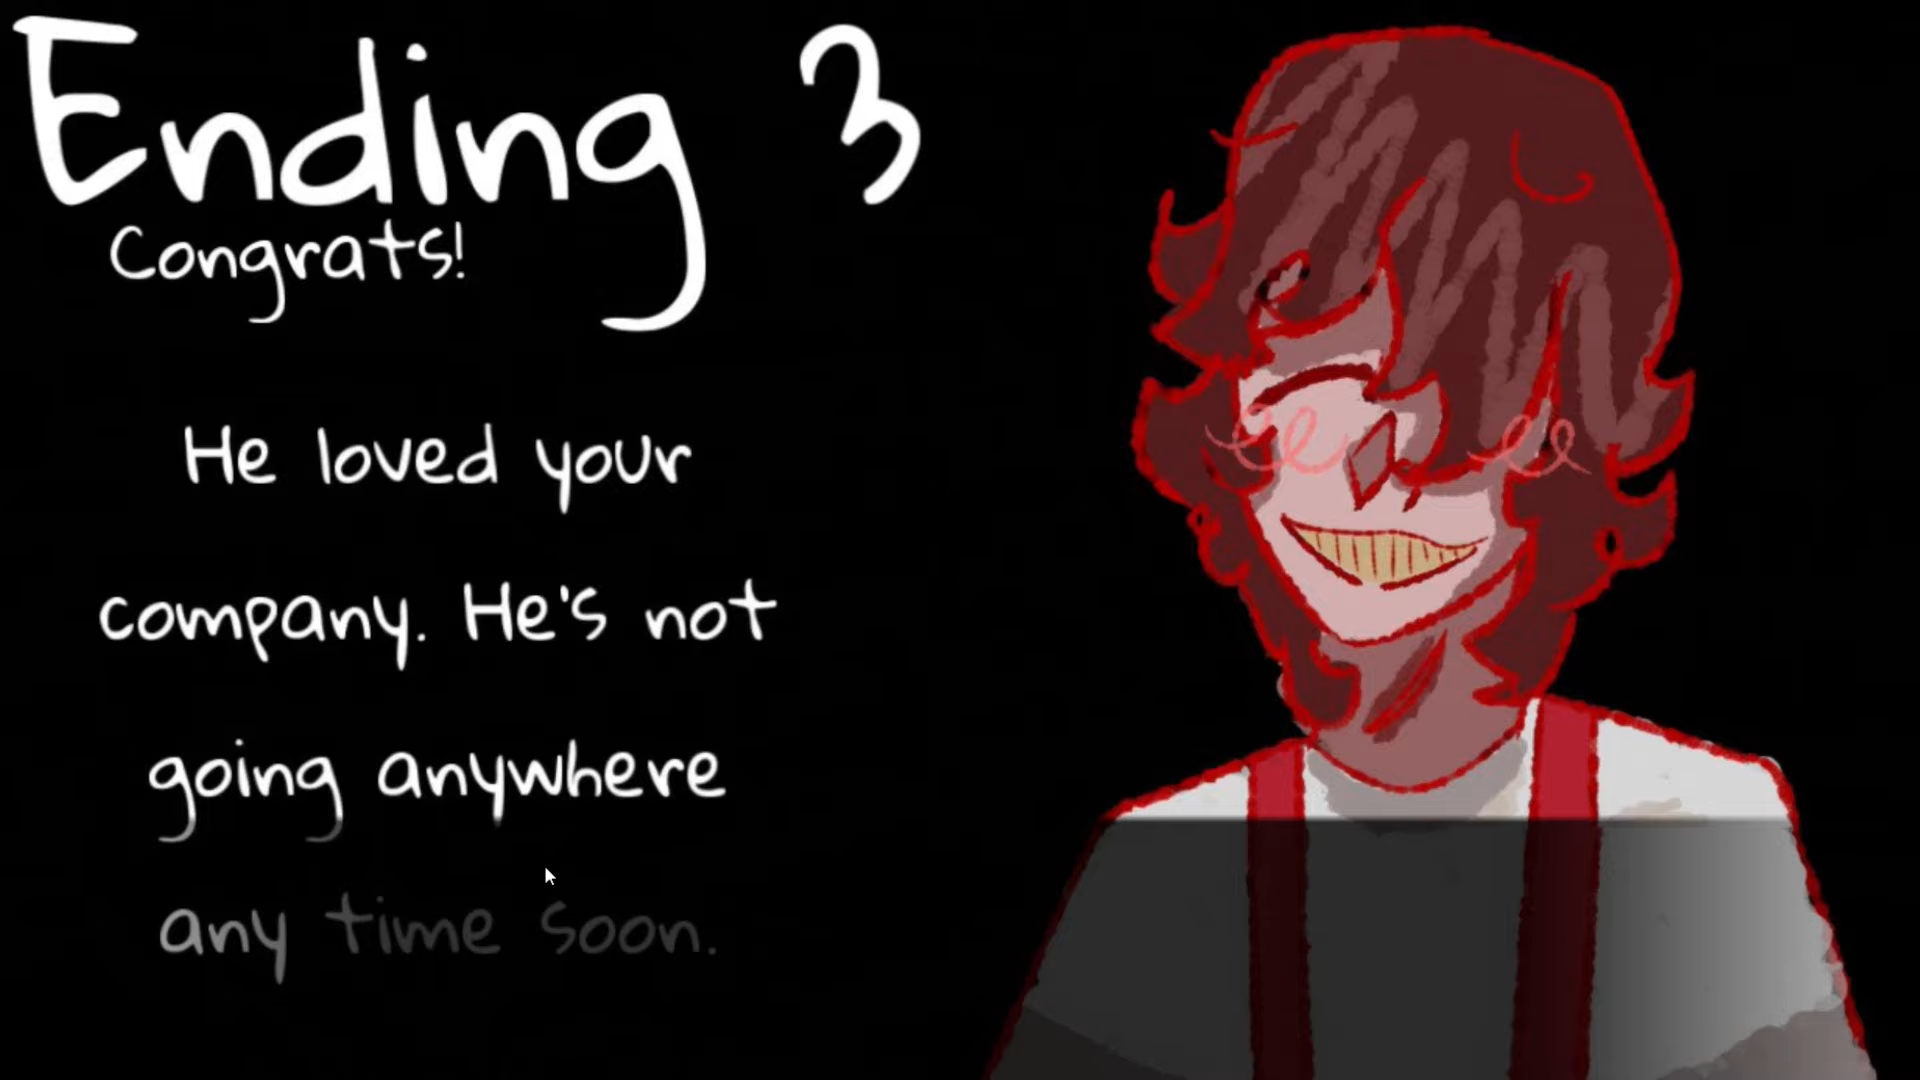 Ending 3
Congrats!
He loved your
company. He's not
going anywhere
any time soon.